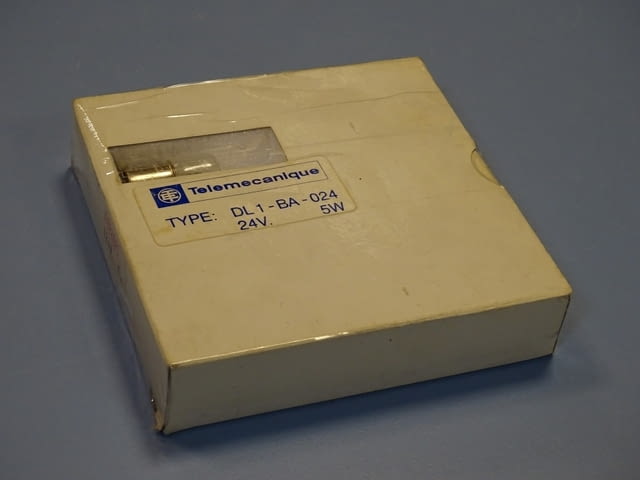 Telemecanique
TYPE: DL1-BA-024
24V. 5W